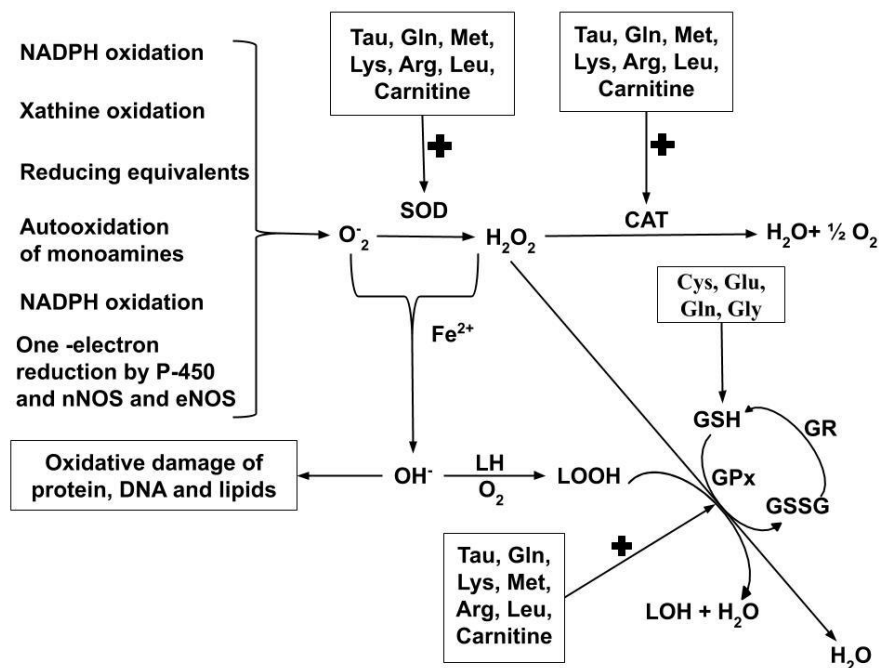 NADPH oxidation
Xathine oxidation
Reducing equivalents
Autooxidation
of monoamines
NADPH oxidation
One -electron
reduction by P-450
and nNOS and eNOS
Tau, Gln, Met,
Lys, Arg, Leu,
Carnitine
Tau, Gln, Met,
Lys, Arg, Leu,
Carnitine
SOD
CAT
O⁻₂
H₂O₂
H₂O+ ½ O₂
Fe²⁺
Cys, Glu,
Gln, Gly
GSH
GR
GPx
GSSG
Oxidative damage of
protein, DNA and lipids
OH⁻
LH
O₂
LOOH
Tau, Gln,
Lys, Met,
Arg, Leu,
Carnitine
LOH + H₂O
H₂O